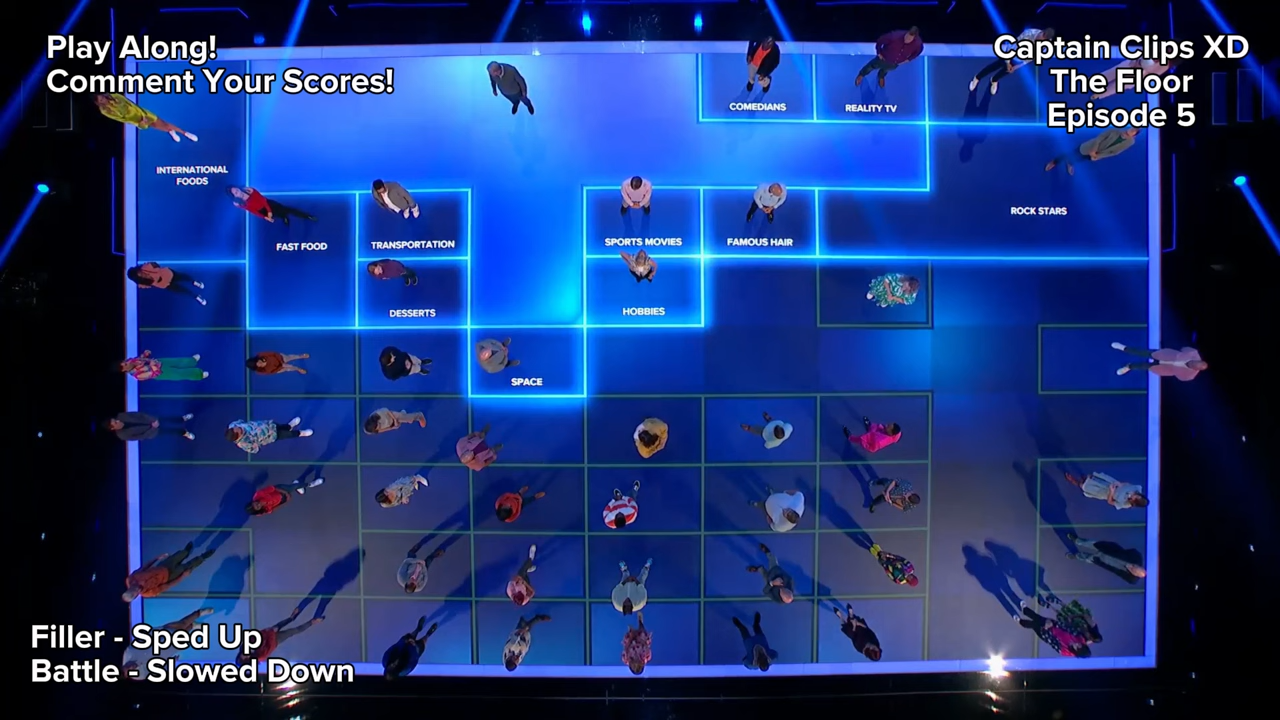 Play Along!
Comment Your Scores!
Captain Clips XD
The Floor
Episode 5
COMEDIANS
REALITY TV
INTERNATIONAL
FOODS
ROCK STARS
FAST FOOD
TRANSPORTATION
SPORTS MOVIES
FAMOUS HAIR
DESSERTS
HOBBIES
SPACE
Filler - Sped Up
Battle - Slowed Down